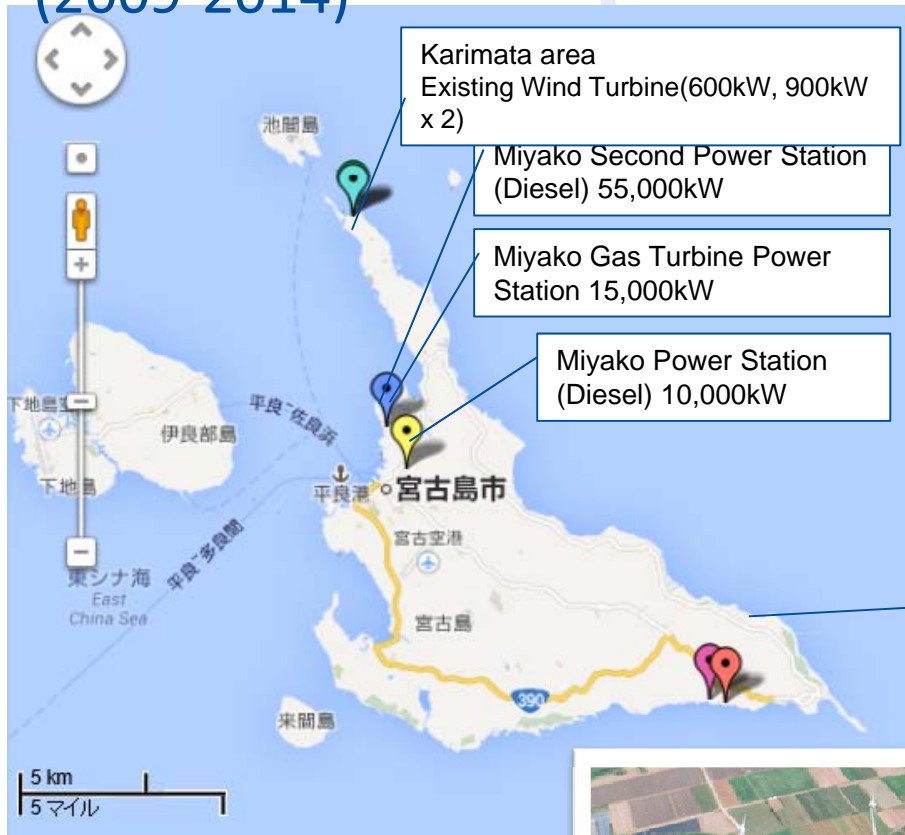 (2009-2014)
Karimata area
Existing Wind Turbine(600kW, 900kW
x 2)
Miyako Second Power Station
(Diesel) 55,000kW
Miyako Gas Turbine Power
Station 15,000kW
Miyako Power Station
(Diesel) 10,000kW
池間島
下地島空
伊良部島
平良-佐良浜
下地島
平良港
宮古島市
宮古空港
平良-多良間
東シナ海
East
China Sea
宮古島
390
来間島
5 km
5 マイル